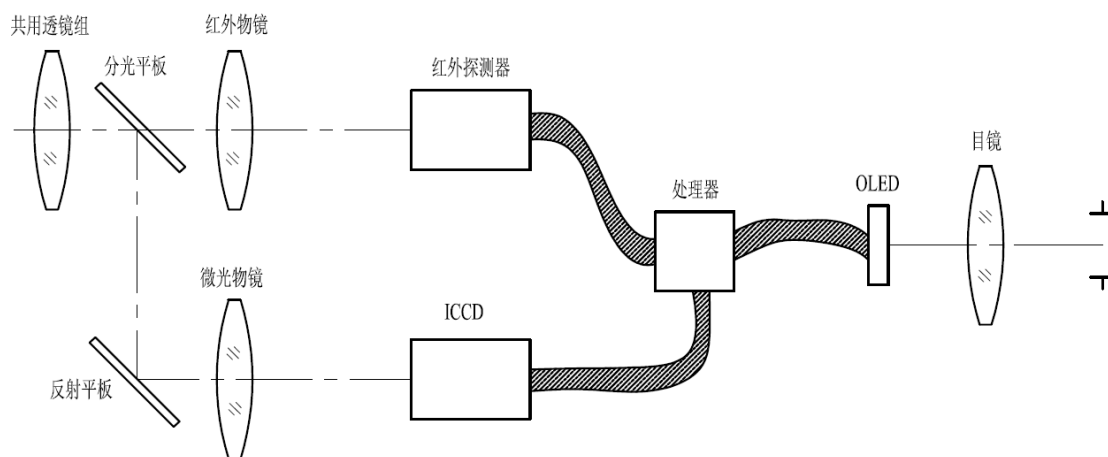 共用透镜组
红外物镜
分光平板
红外探测器
目镜
处理器
OLED
微光物镜
ICCD
反射平板